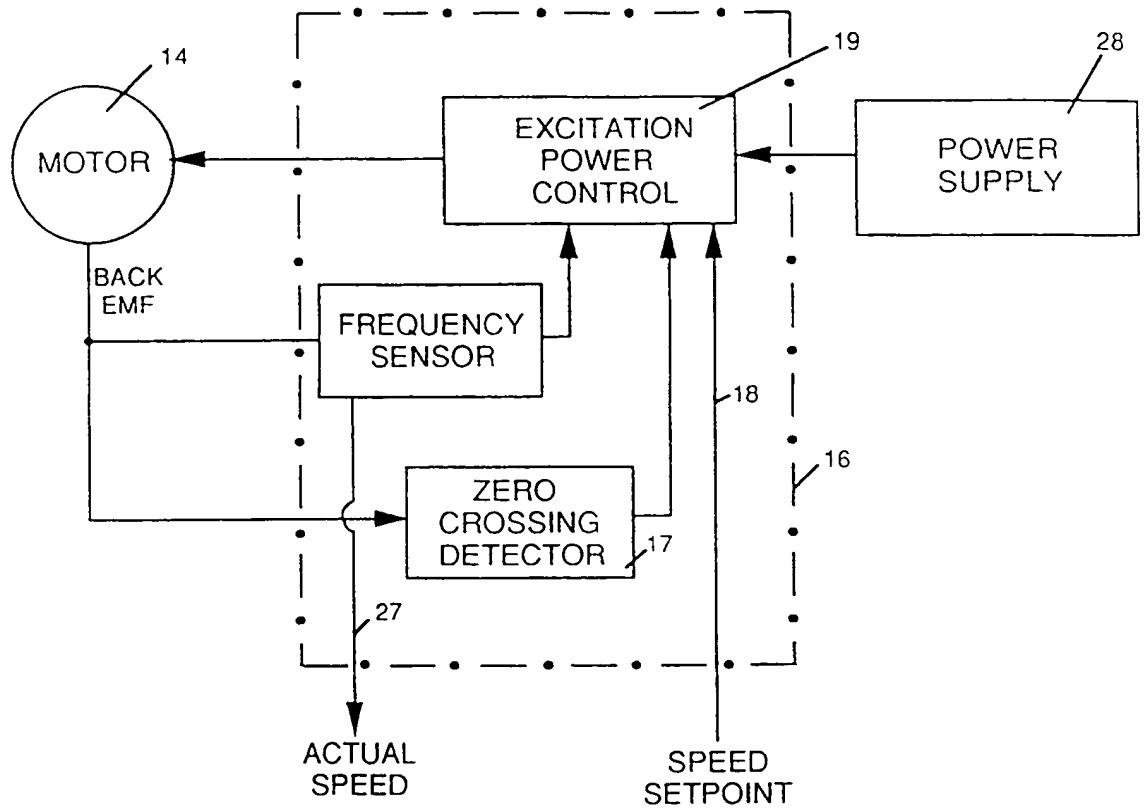 14
19
28
MOTOR
EXCITATION
POWER
CONTROL
POWER
SUPPLY
BACK
EMF
FREQUENCY
SENSOR
18
16
ZERO
CROSSING
DETECTOR
17
27
ACTUAL
SPEED
SPEED
SETPOINT